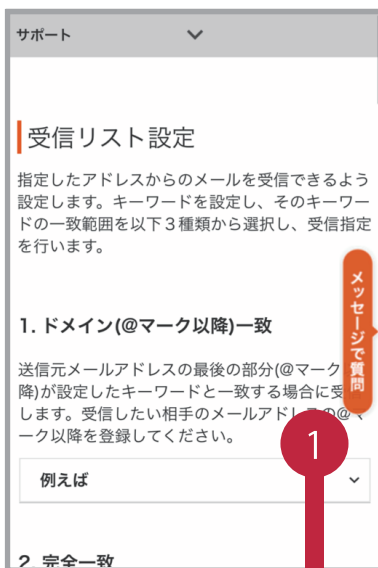 サポート
受信リスト設定
指定したアドレスからのメールを受信できるよう
設定します。キーワードを設定し、そのキーワー
ドの一致範囲を以下３種類から選択し、受信指定
を行います。
メッセージで質問
1. ドメイン(@マーク以降)一致
送信元メールアドレスの最後の部分(@マーク
降)が設定したキーワードと一致する場合に受
します。受信したい相手のメールアドレスの@マ
ーク以降を登録してください。
1
例えば
2. 完全一致